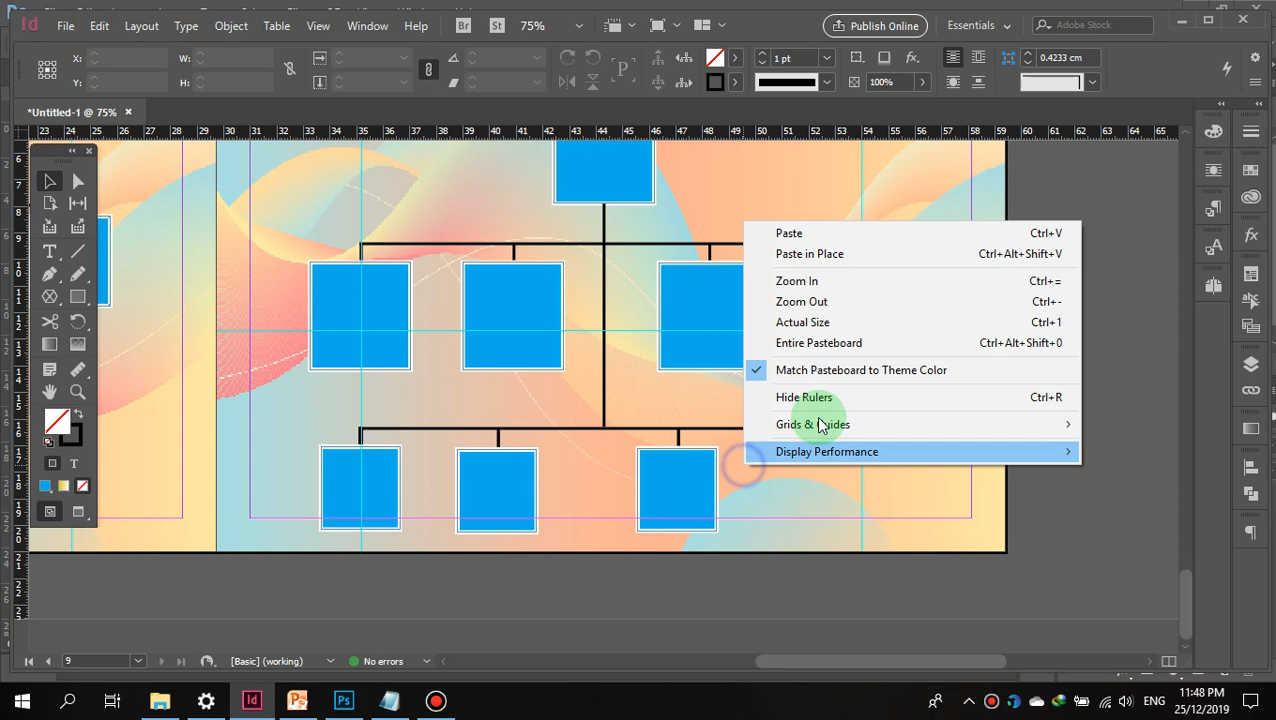 Id File Edit Layout Type Object Table View Window Help Br St 75% Publish Online Essentials Adobe Stock
X: W: 1 pt fx. 0.4233 cm
Y: H: P 100%
*Untitled-1 @ 75% ×
23 24 25 26 27 28 29 30 31 32 33 34 35 36 37 38 39 40 41 42 43 44 45 46 47 48 49 50 51 52 53 54 55 56 57 58 59 60 61 62 63 64 65
Paste Ctrl+V
Paste in Place Ctrl+Alt+Shift+V
Zoom In Ctrl+=
Zoom Out Ctrl+-
Actual Size Ctrl+1
Entire Pasteboard Ctrl+Alt+Shift+0
Match Pasteboard to Theme Color
Hide Rulers Ctrl+R
Grids & Guides
Display Performance
9 [Basic] (working) No errors
Id Ps ENG 11:48 PM
25/12/2019